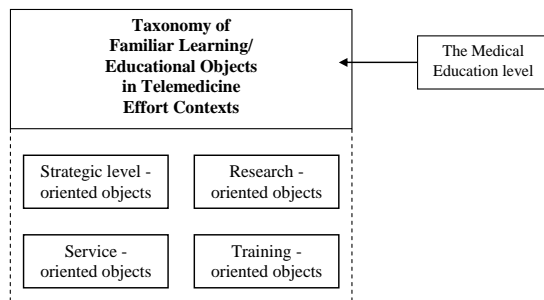 Taxonomy of
Familiar Learning/
Educational Objects
in Telemedicine
Effort Contexts
The Medical
Education level
Strategic level -
oriented objects
Research -
oriented objects
Service -
oriented objects
Training -
oriented objects